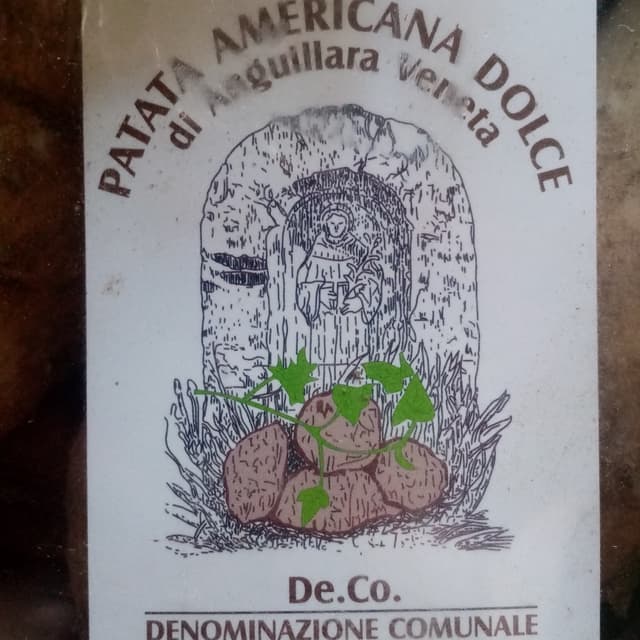 PATATA AMERICANA DOLCE
di Anguillara Veneta
De.Co.
DENOMINAZIONE COMUNALE